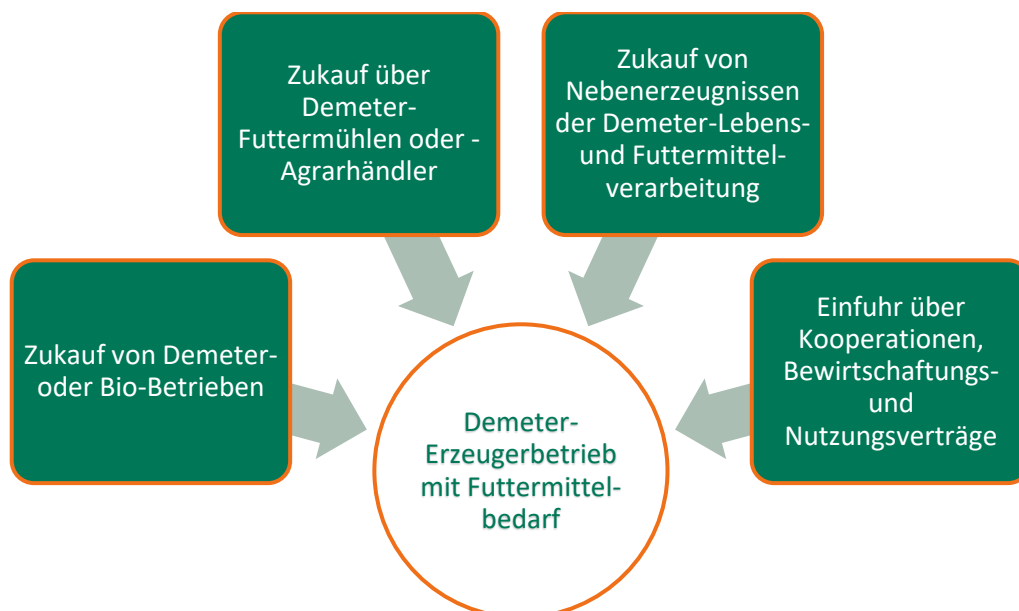 Zukauf über
Demeter-
Futtermühlen oder -
Agrarhändler
Zukauf von
Nebenerzeugnissen
der Demeter-Lebens-
und Futtermittel-
verarbeitung
Zukauf von Demeter-
oder Bio-Betrieben
Einfuhr über
Kooperationen,
Bewirtschaftungs-
und
Nutzungsverträge
Demeter-
Erzeugerbetrieb
mit Futtermittel-
bedarf